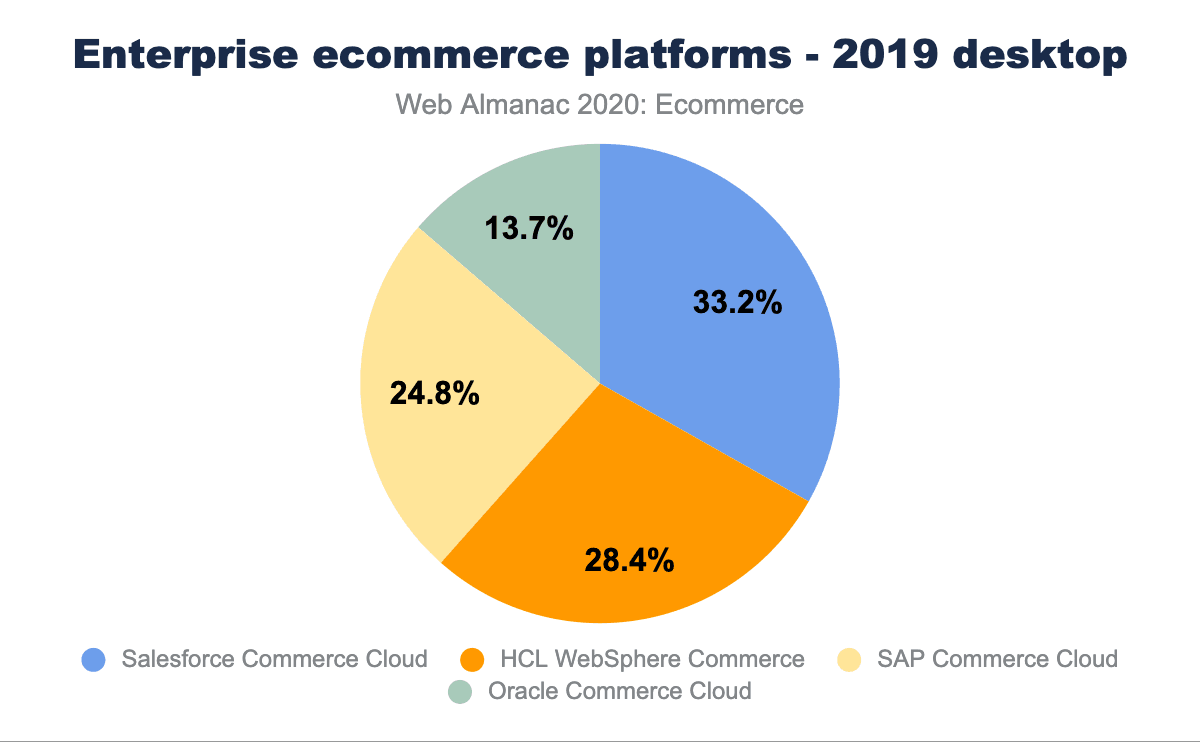 Enterprise ecommerce platforms - 2019 desktop
Web Almanac 2020: Ecommerce
13.7%
33.2%
24.8%
28.4%
Salesforce Commerce Cloud
HCL WebSphere Commerce
SAP Commerce Cloud
Oracle Commerce Cloud